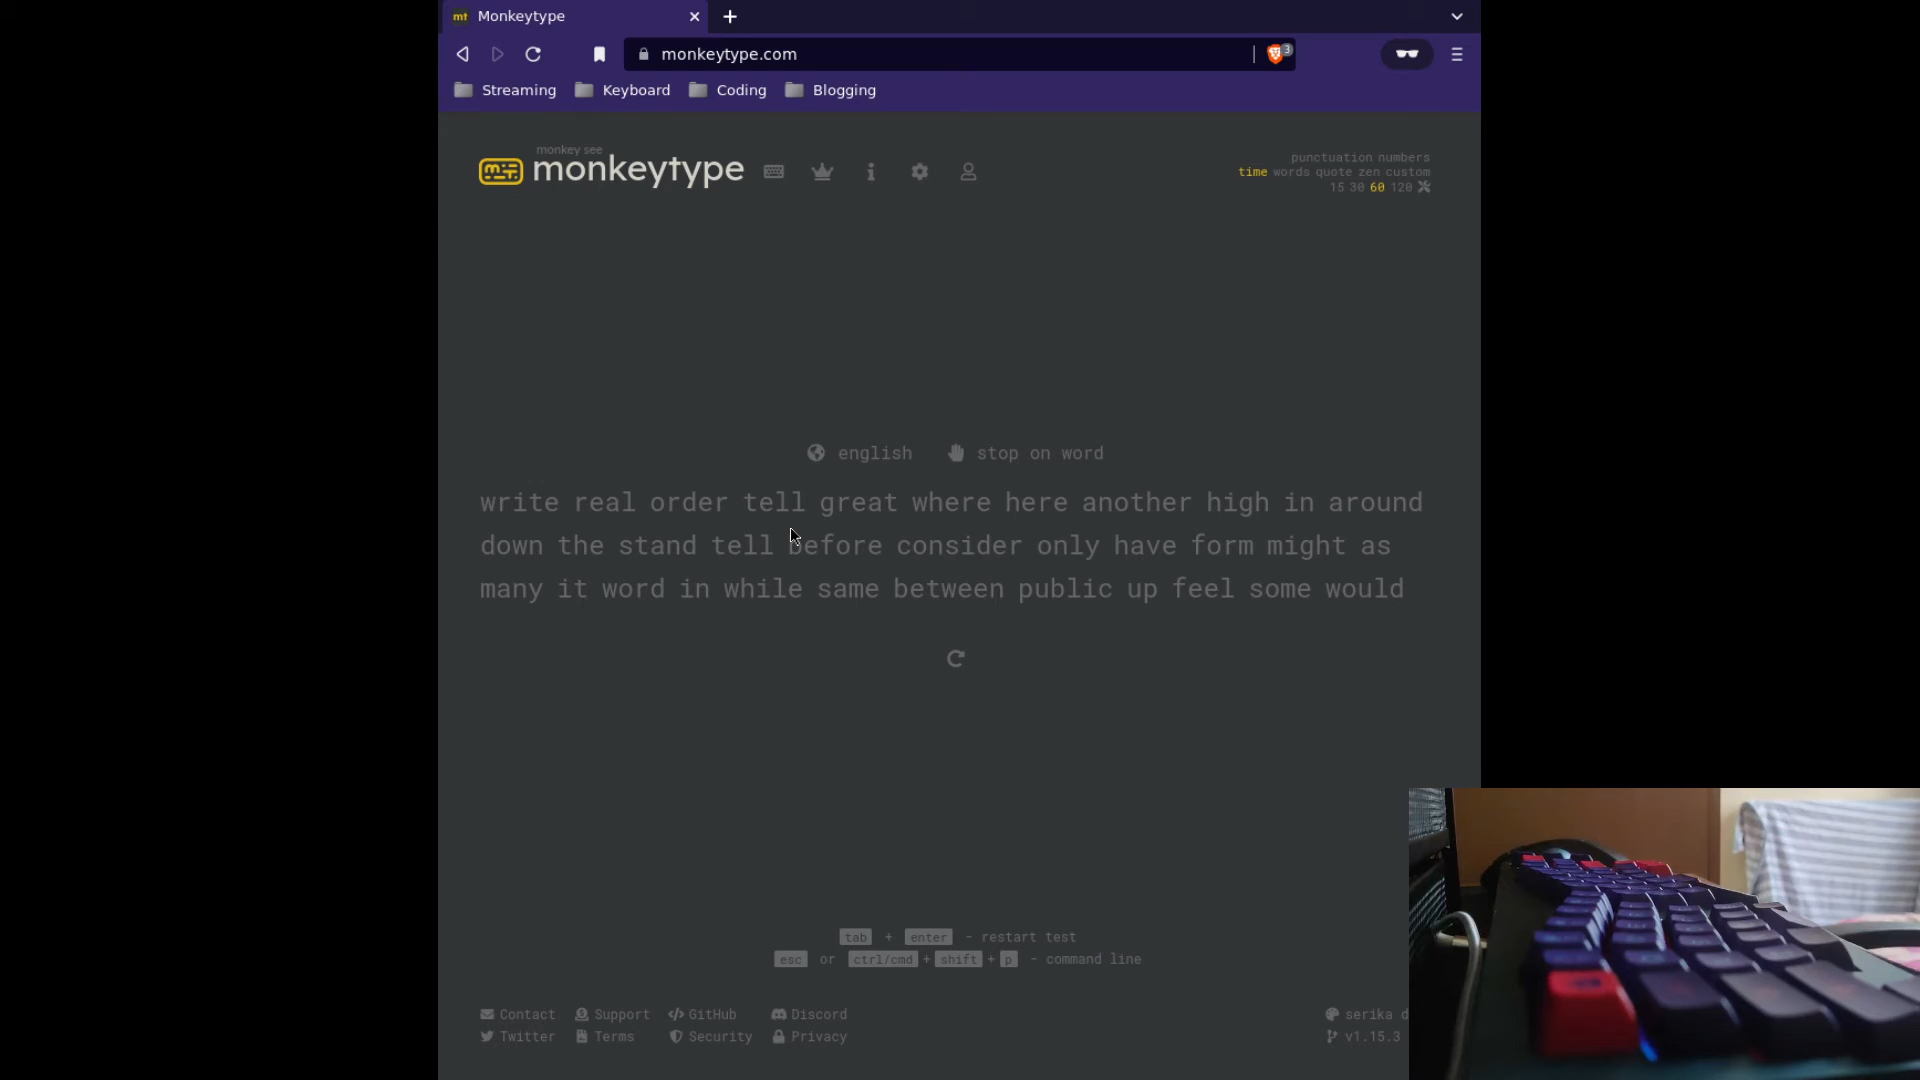 mt Monkeytype
monkeytype.com
3
Streaming Keyboard Coding Blogging
monkey see
monkeytype
punctuation numbers
time words quote zen custom
15 30 60 120
english stop on word
write real order tell great where here another high in around
down the stand tell before consider only have form might as
many it word in while same between public up feel some would
tab + enter - restart test
esc or ctrl/cmd + shift + p - command line
Contact Support GitHub Discord
serika d
Twitter Terms Security Privacy
v1.15.3